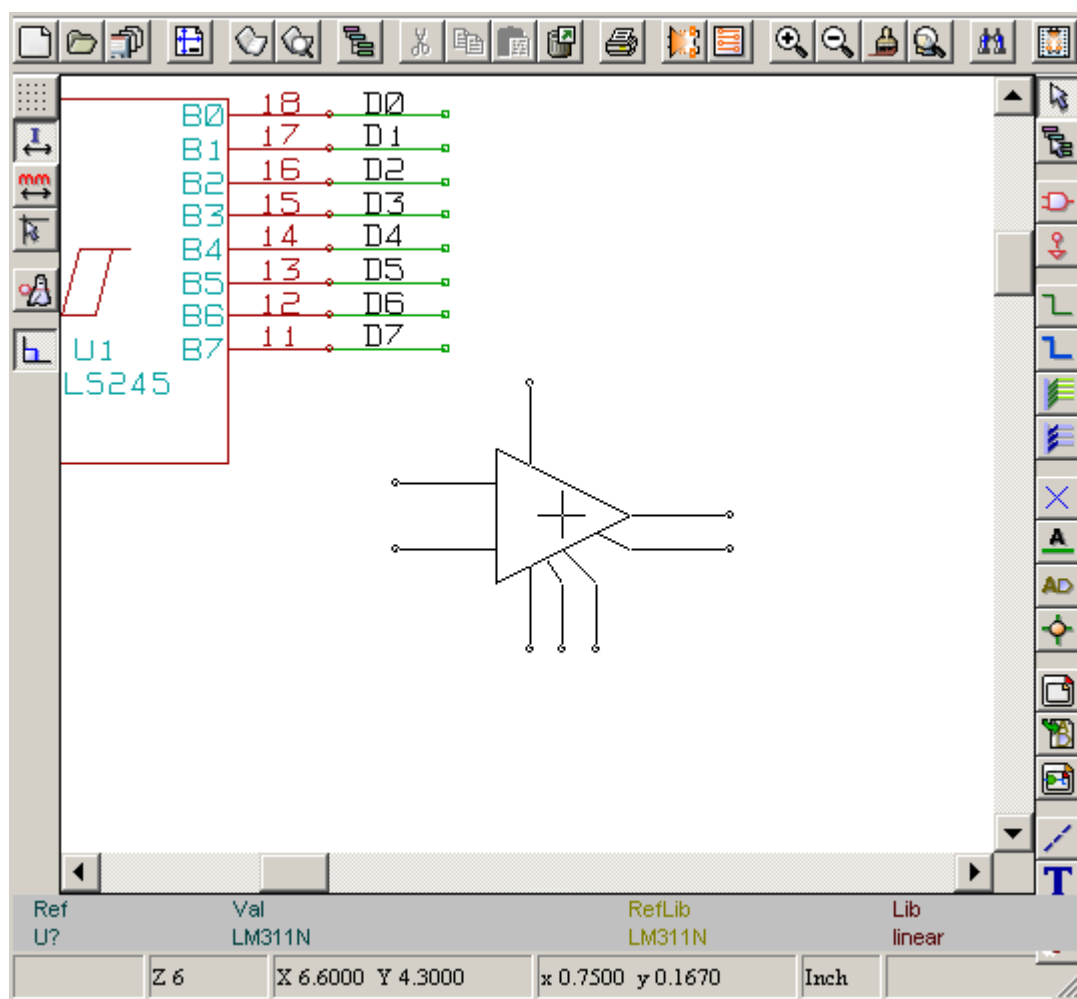 I
mm
B0 18 D0
B1 17 D1
B2 16 D2
B3 15 D3
B4 14 D4
B5 13 D5
B6 12 D6
B7 11 D7
U1
LS245
A
AD
T
Ref Val RefLib Lib
U? LM311N LM311N linear
Z 6 X 6.6000 Y 4.3000 x 0.7500 y 0.1670 Inch